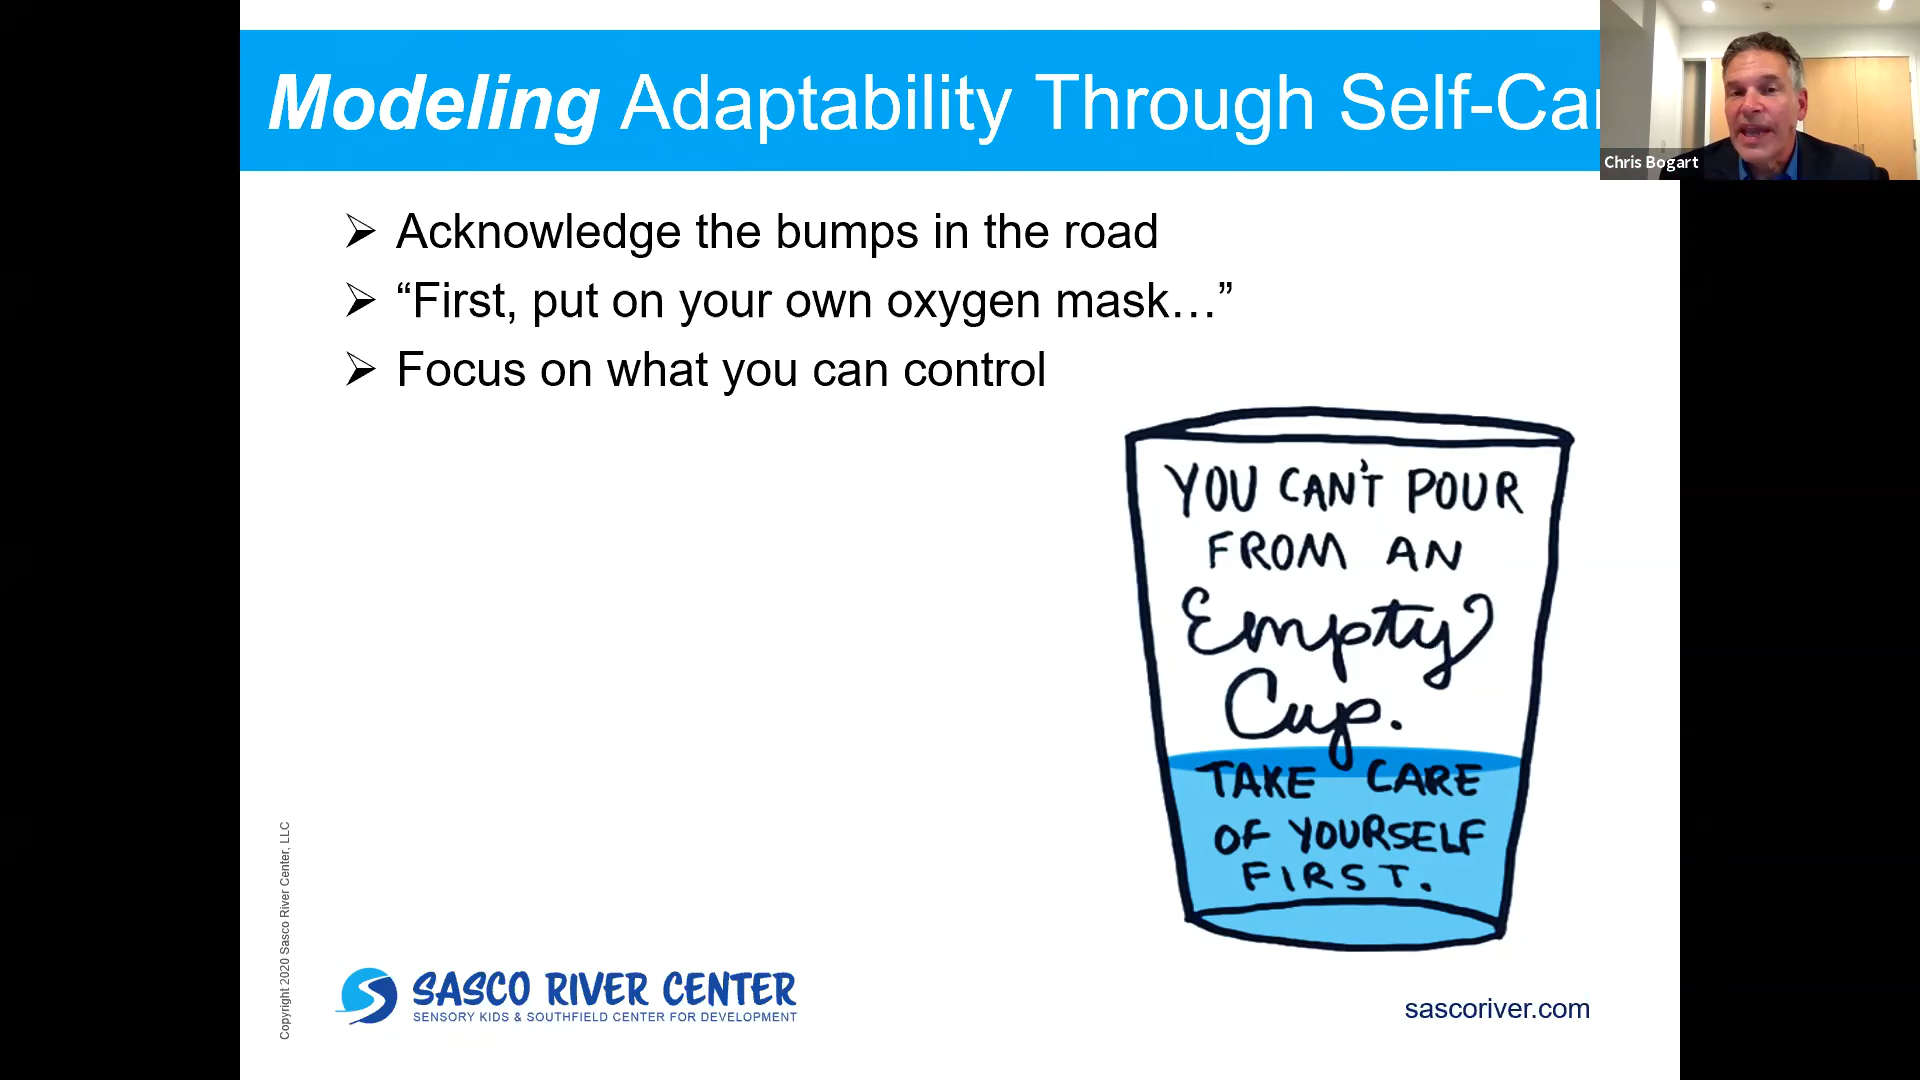 Modeling Adaptability Through Self-Ca
Chris Bogart
Acknowledge the bumps in the road
“First, put on your own oxygen mask…”
Focus on what you can control
YOU CAN'T POUR
FROM AN
Empty
Cup.
TAKE CARE
OF YOURSELF
FIRST.
Copyright 2020 Sasco River Center, LLC
SASCO RIVER CENTER
SENSORY KIDS & SOUTHFIELD CENTER FOR DEVELOPMENT
sascoriver.com